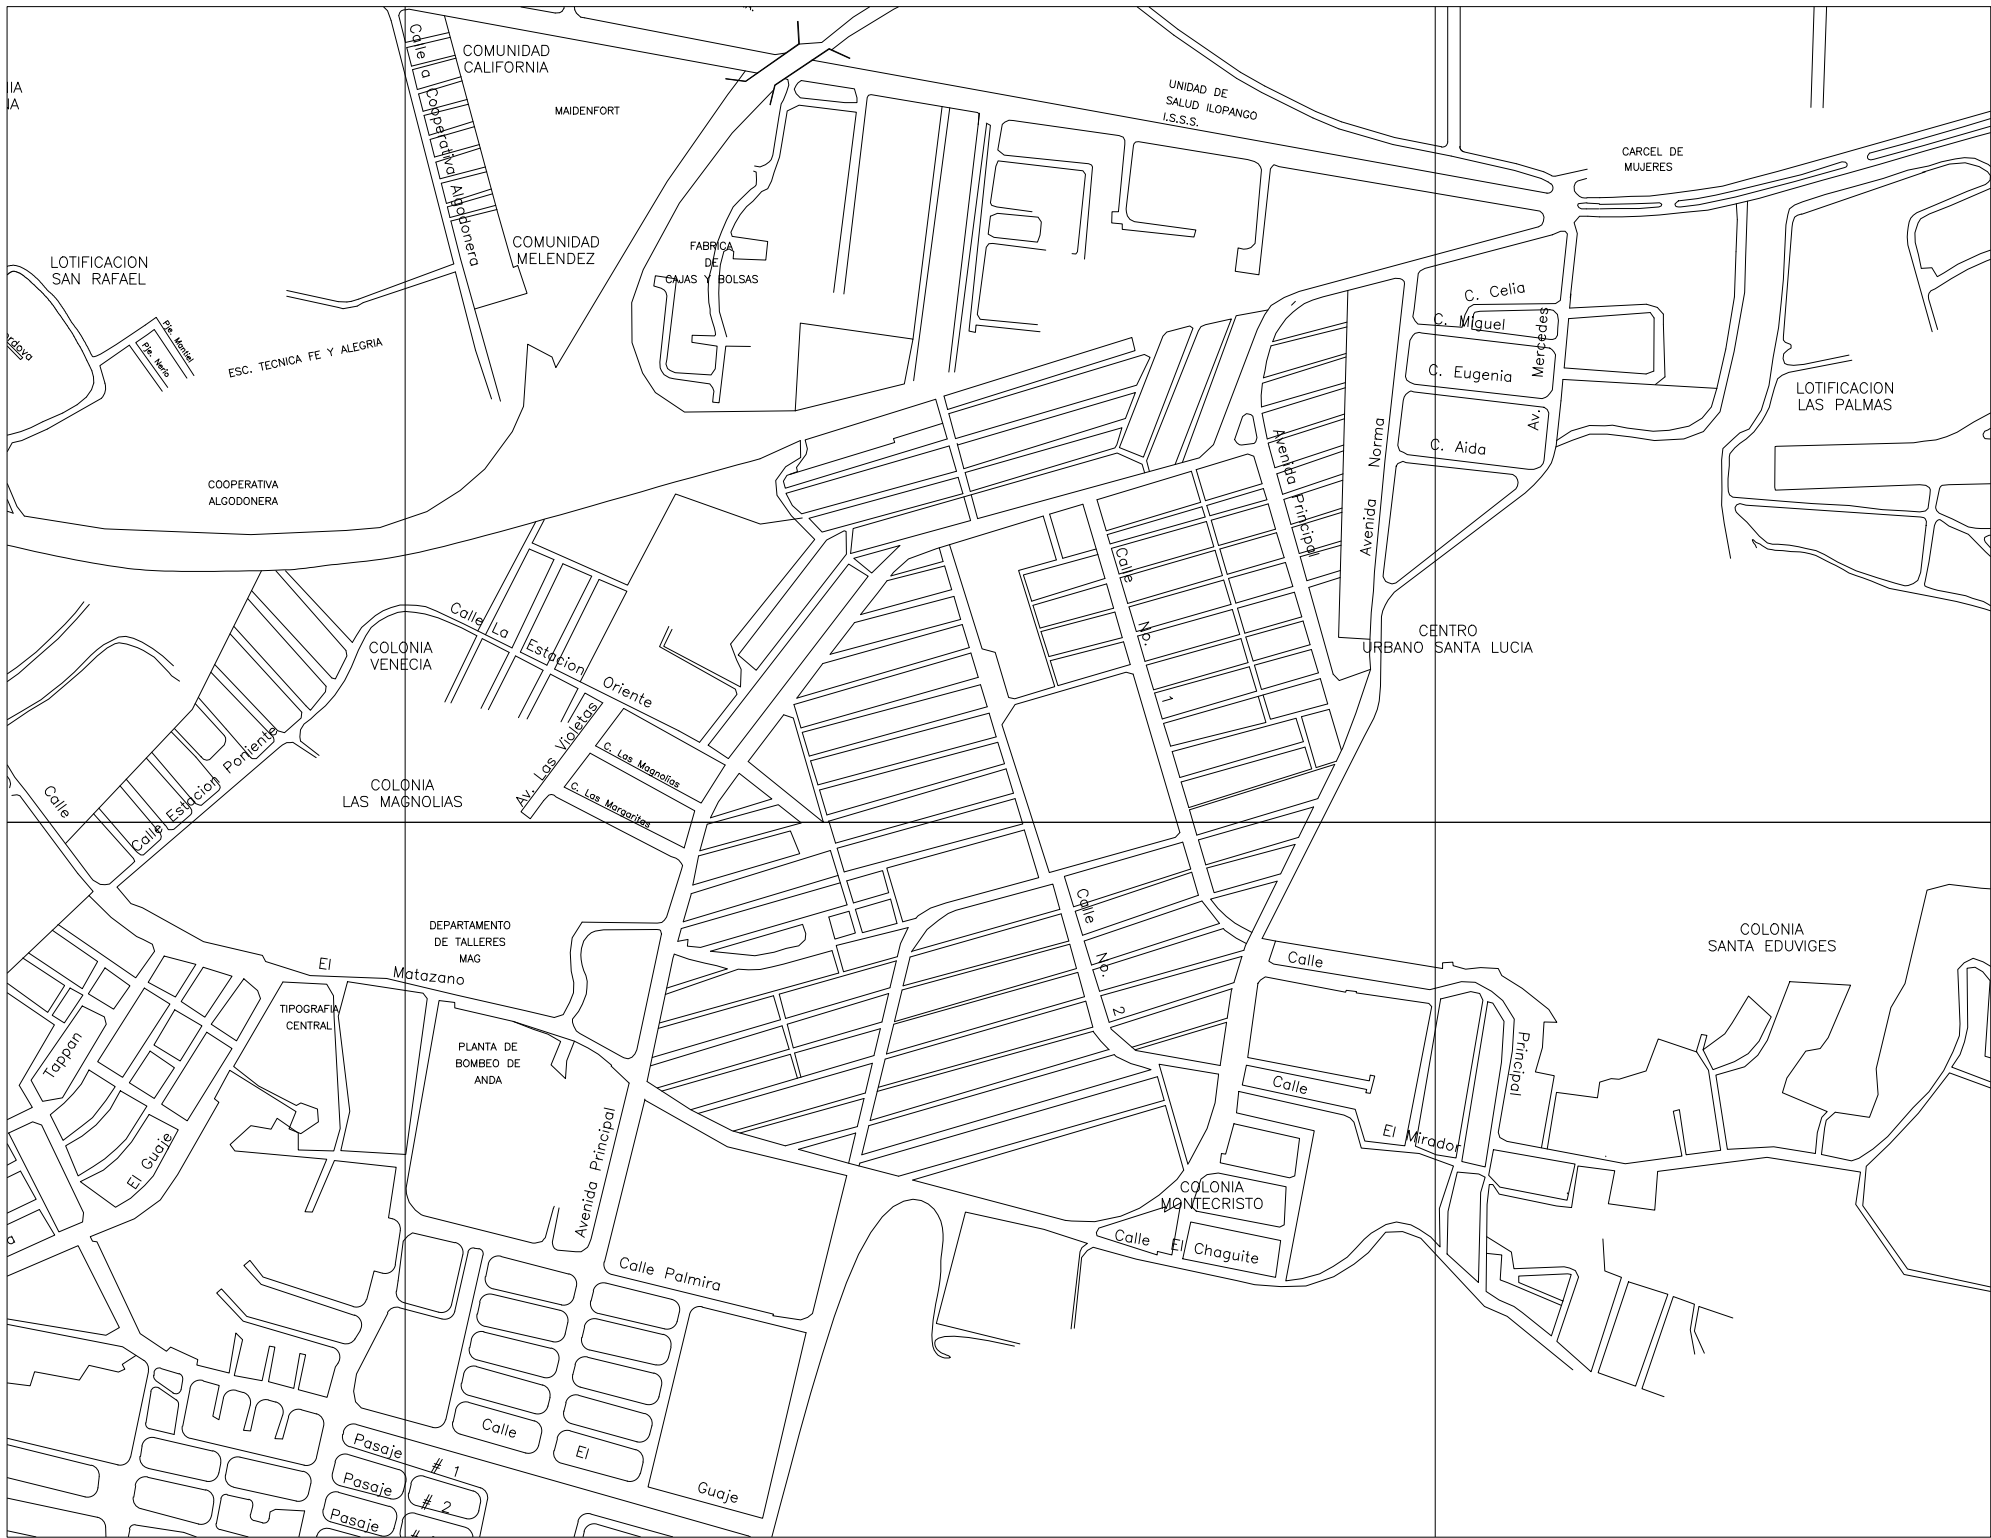 COMUNIDAD
CALIFORNIA
Calle a Cooperativa Algodonera
MAIDENFORT
UNIDAD DE
SALUD ILOPANGO
I.S.S.S.
CARCEL DE
MUJERES
LOTIFICACION
SAN RAFAEL
COMUNIDAD
MELENDEZ
FABRICA
DE
CAJAS Y BOLSAS
C. Celia
C. Miguel
Av. Mercedes
C. Eugenia
C. Aida
Pje. Montiel
Pje. Nerio
ESC. TECNICA FE Y ALEGRIA
LOTIFICACION
LAS PALMAS
Avenida Norma
Avenida Principal
COOPERATIVA
ALGODONERA
Calle No. 1
Calle La Estacion Oriente
COLONIA
VENECIA
CENTRO
URBANO SANTA LUCIA
Calle Estacion Poniente
Av. Las Violetas
C. Las Magnolias
C. Las Margaritas
COLONIA
LAS MAGNOLIAS
Calle
El Matazano
DEPARTAMENTO
DE TALLERES
MAG
Calle No. 2
COLONIA
SANTA EDUVIGES
Calle Principal
TIPOGRAFIA
CENTRAL
PLANTA DE
BOMBEO DE
ANDA
Tappan
El Guaje
Calle El Mirador
Avenida Principal
COLONIA
MONTECRISTO
Calle El Chaguite
Calle Palmira
Calle El Guaje
Pasaje # 1
Pasaje # 2
Pasaje #